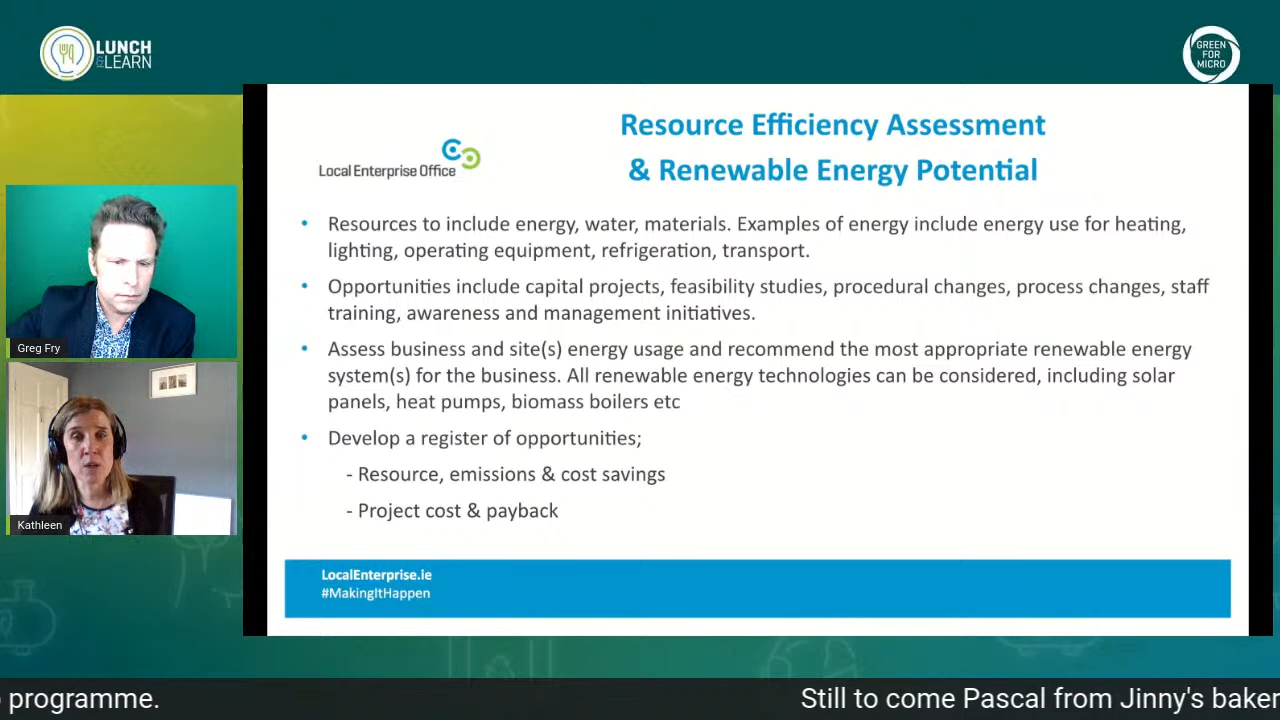 LUNCH
& LEARN
GREEN
FOR
MICRO
Resource Efficiency Assessment
& Renewable Energy Potential
Local Enterprise Office
• Resources to include energy, water, materials. Examples of energy include energy use for heating,
lighting, operating equipment, refrigeration, transport.
• Opportunities include capital projects, feasibility studies, procedural changes, process changes, staff
training, awareness and management initiatives.
• Assess business and site(s) energy usage and recommend the most appropriate renewable energy
system(s) for the business. All renewable energy technologies can be considered, including solar
panels, heat pumps, biomass boilers etc
• Develop a register of opportunities;
- Resource, emissions & cost savings
- Project cost & payback
Greg Fry
Kathleen
LocalEnterprise.ie
#MakingItHappen
programme.
Still to come Pascal from Jinny's baker